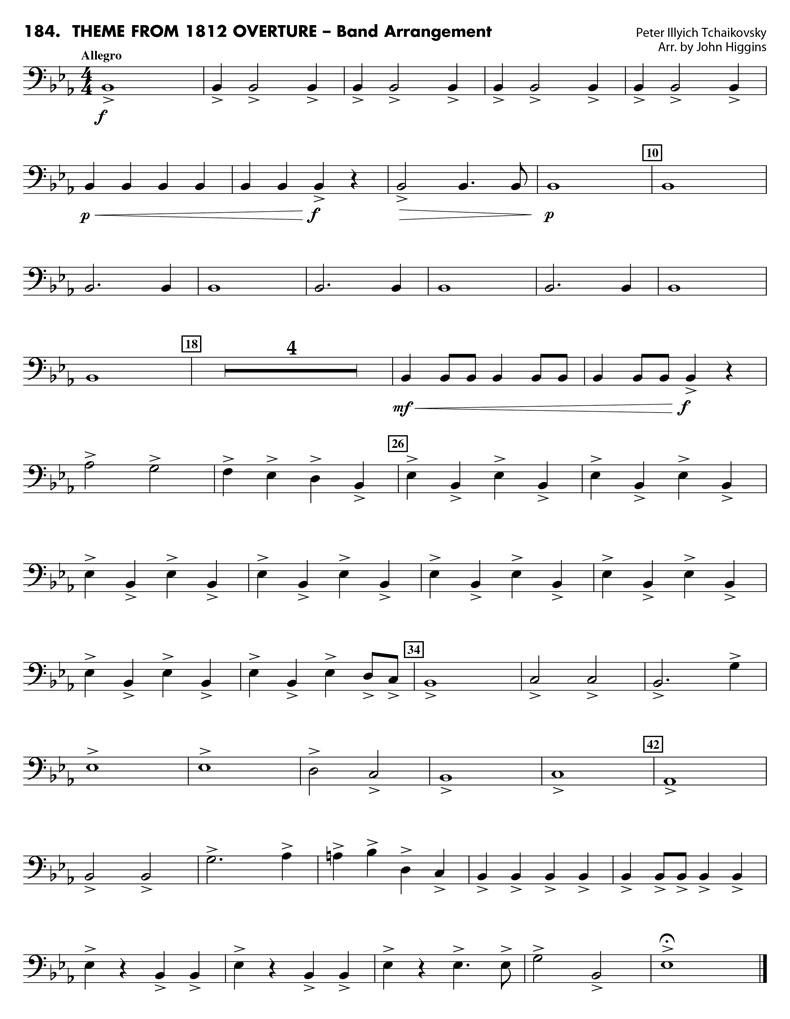 184. THEME FROM 1812 OVERTURE – Band Arrangement
Peter Illyich Tchaikovsky
Arr. by John Higgins
Allegro
4
4
f
10
p f p
18
4
mf f
26
34
42